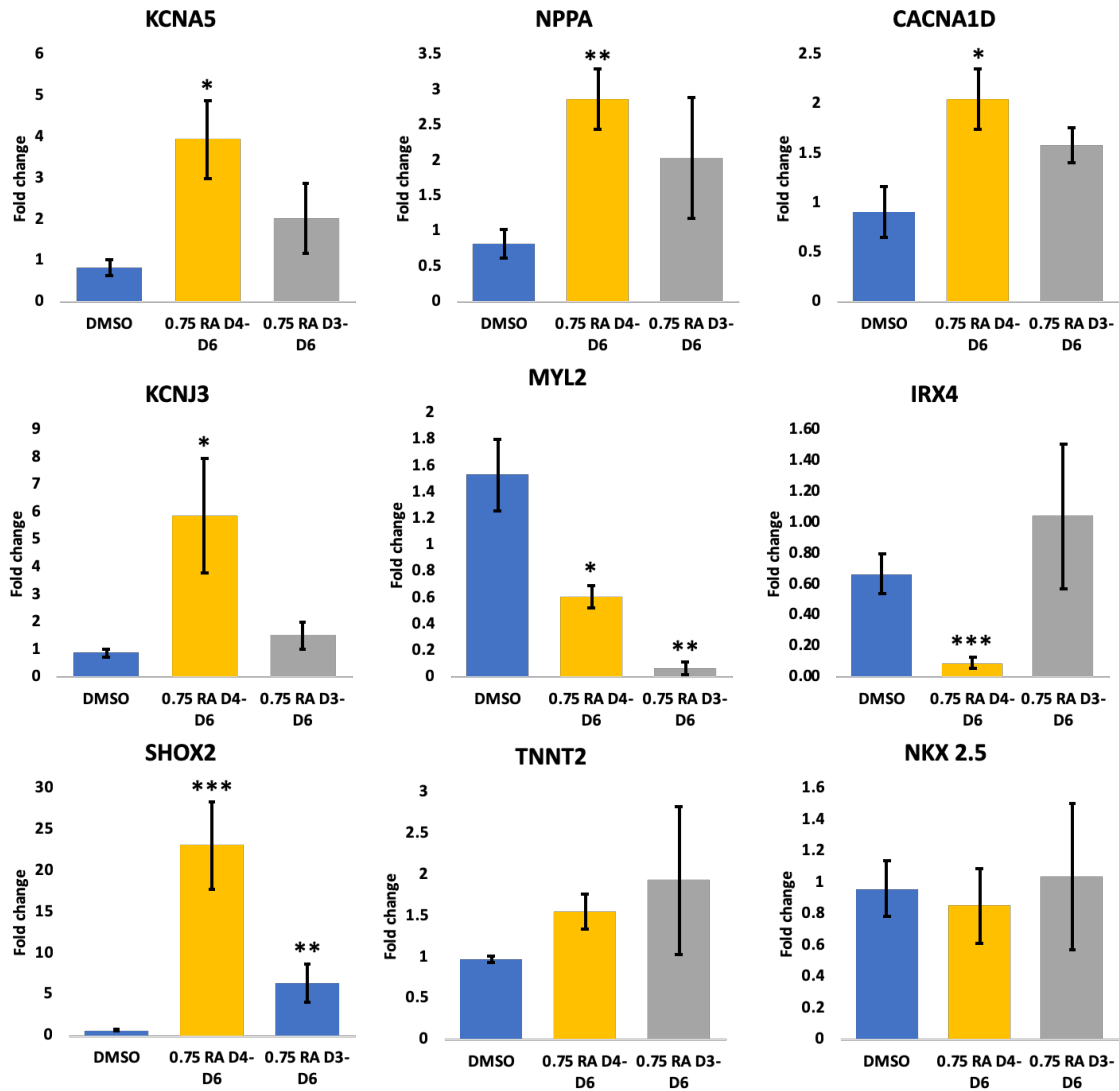 KCNA5
6
5
4
3
2
1
0
Fold change
*
DMSO
0.75 RA D4-
D6
0.75 RA D3-
D6
NPPA
3.5
3
2.5
2
1.5
1
0.5
0
Fold change
**
DMSO
0.75 RA D4-
D6
0.75 RA D3-
D6
CACNA1D
2.5
2
1.5
1
0.5
0
Fold change
*
DMSO
0.75 RA D4-
D6
0.75 RA D3-
D6
KCNJ3
9
8
7
6
5
4
3
2
1
0
Fold change
*
DMSO
0.75 RA D4-
D6
0.75 RA D3-
D6
MYL2
2
1.8
1.6
1.4
1.2
1
0.8
0.6
0.4
0.2
0
Fold change
*
**
DMSO
0.75 RA D4-
D6
0.75 RA D3-
D6
IRX4
1.60
1.40
1.20
1.00
0.80
0.60
0.40
0.20
0.00
Fold change
***
DMSO
0.75 RA D4-
D6
0.75 RA D3-
D6
SHOX2
30
25
20
15
10
5
0
Fold change
***
**
DMSO
0.75 RA D4-
D6
0.75 RA D3-
D6
TNNT2
3
2.5
2
1.5
1
0.5
0
Fold change
DMSO
0.75 RA D4-
D6
0.75 RA D3-
D6
NKX 2.5
1.6
1.4
1.2
1
0.8
0.6
0.4
0.2
0
Fold change
DMSO
0.75 RA D4-
D6
0.75 RA D3-
D6